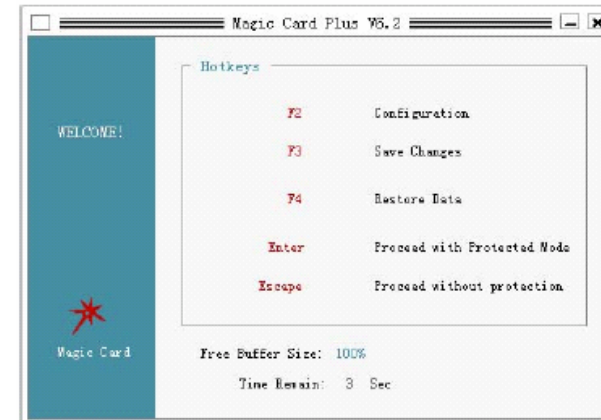 Magic Card Plus V6.2
Hotkeys
WELCOME!
F2 Configuration
F3 Save Changes
F4 Restore Data
Enter Proceed with Protected Mode
Escape Proceed without protection
Magic Card
Free Buffer Size: 100%
Time Remain: 3 Sec